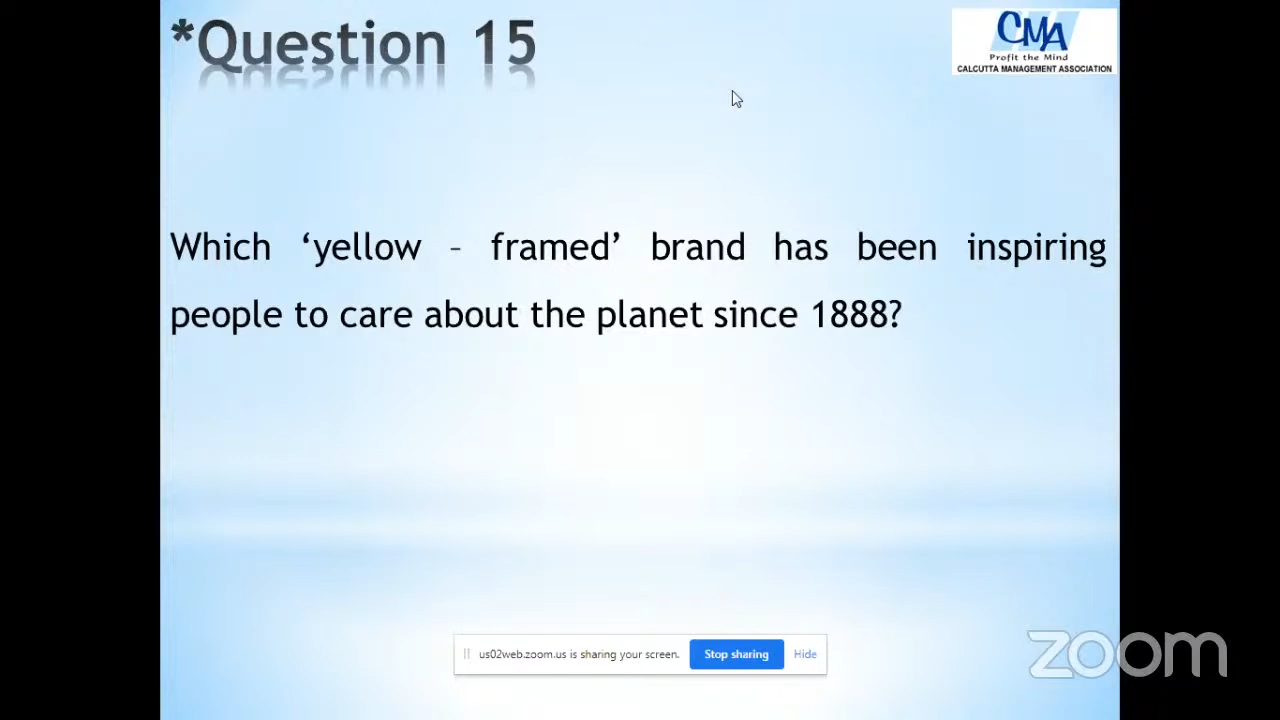 *Question 15
CMA
Profit the Mind
CALCUTTA MANAGEMENT ASSOCIATION
Which ‘yellow – framed’ brand has been inspiring
people to care about the planet since 1888?
us02web.zoom.us is sharing your screen. Stop sharing Hide
zoom